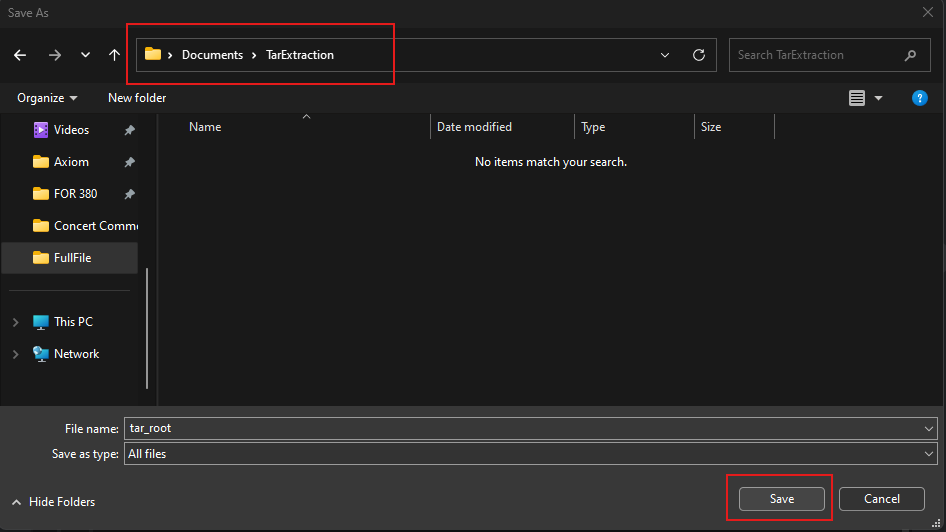 Save As
Documents > TarExtraction
Search TarExtraction
Organize
New folder
?
Name
Date modified
Type
Size
Videos
No items match your search.
Axiom
FOR 380
Concert Comme
FullFile
This PC
Network
File name: tar_root
Save as type: All files
Hide Folders
Save
Cancel